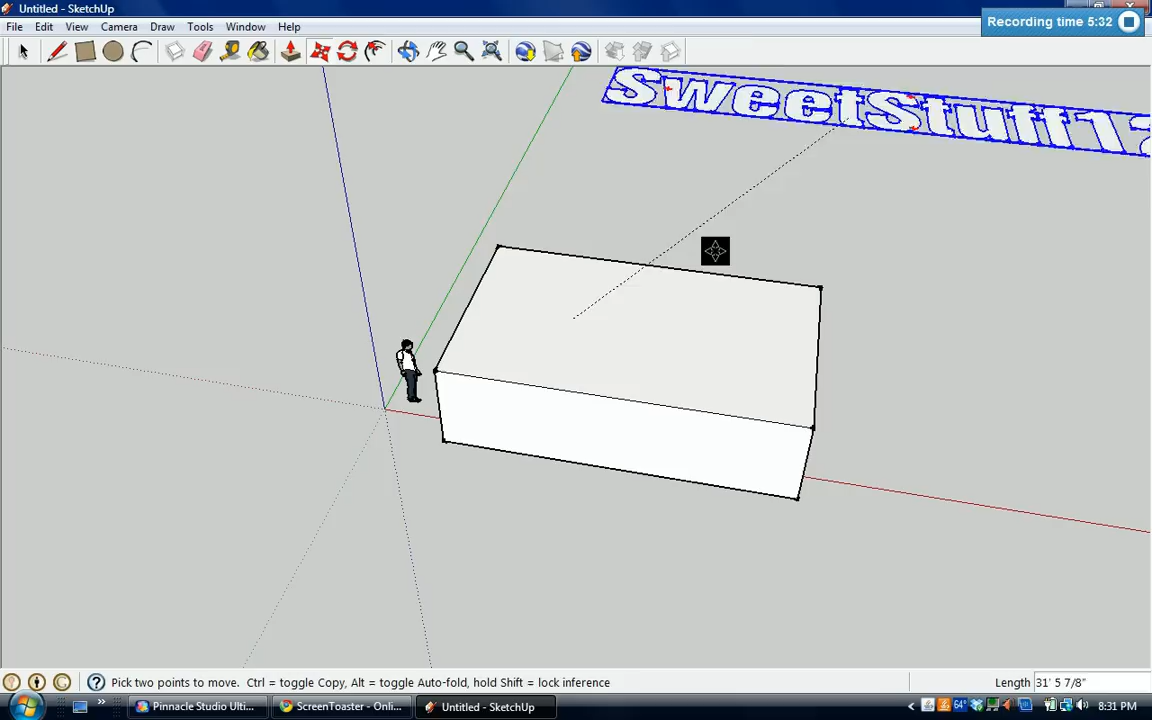 Untitled - SketchUp
Recording time 5:32
File Edit View Camera Draw Tools Window Help
SweetStuff12
Pick two points to move. Ctrl = toggle Copy, Alt = toggle Auto-fold, hold Shift = lock inference
Length 31' 5 7/8"
Pinnacle Studio Ulti...
ScreenToaster - Onli...
Untitled - SketchUp
64°
8:31 PM